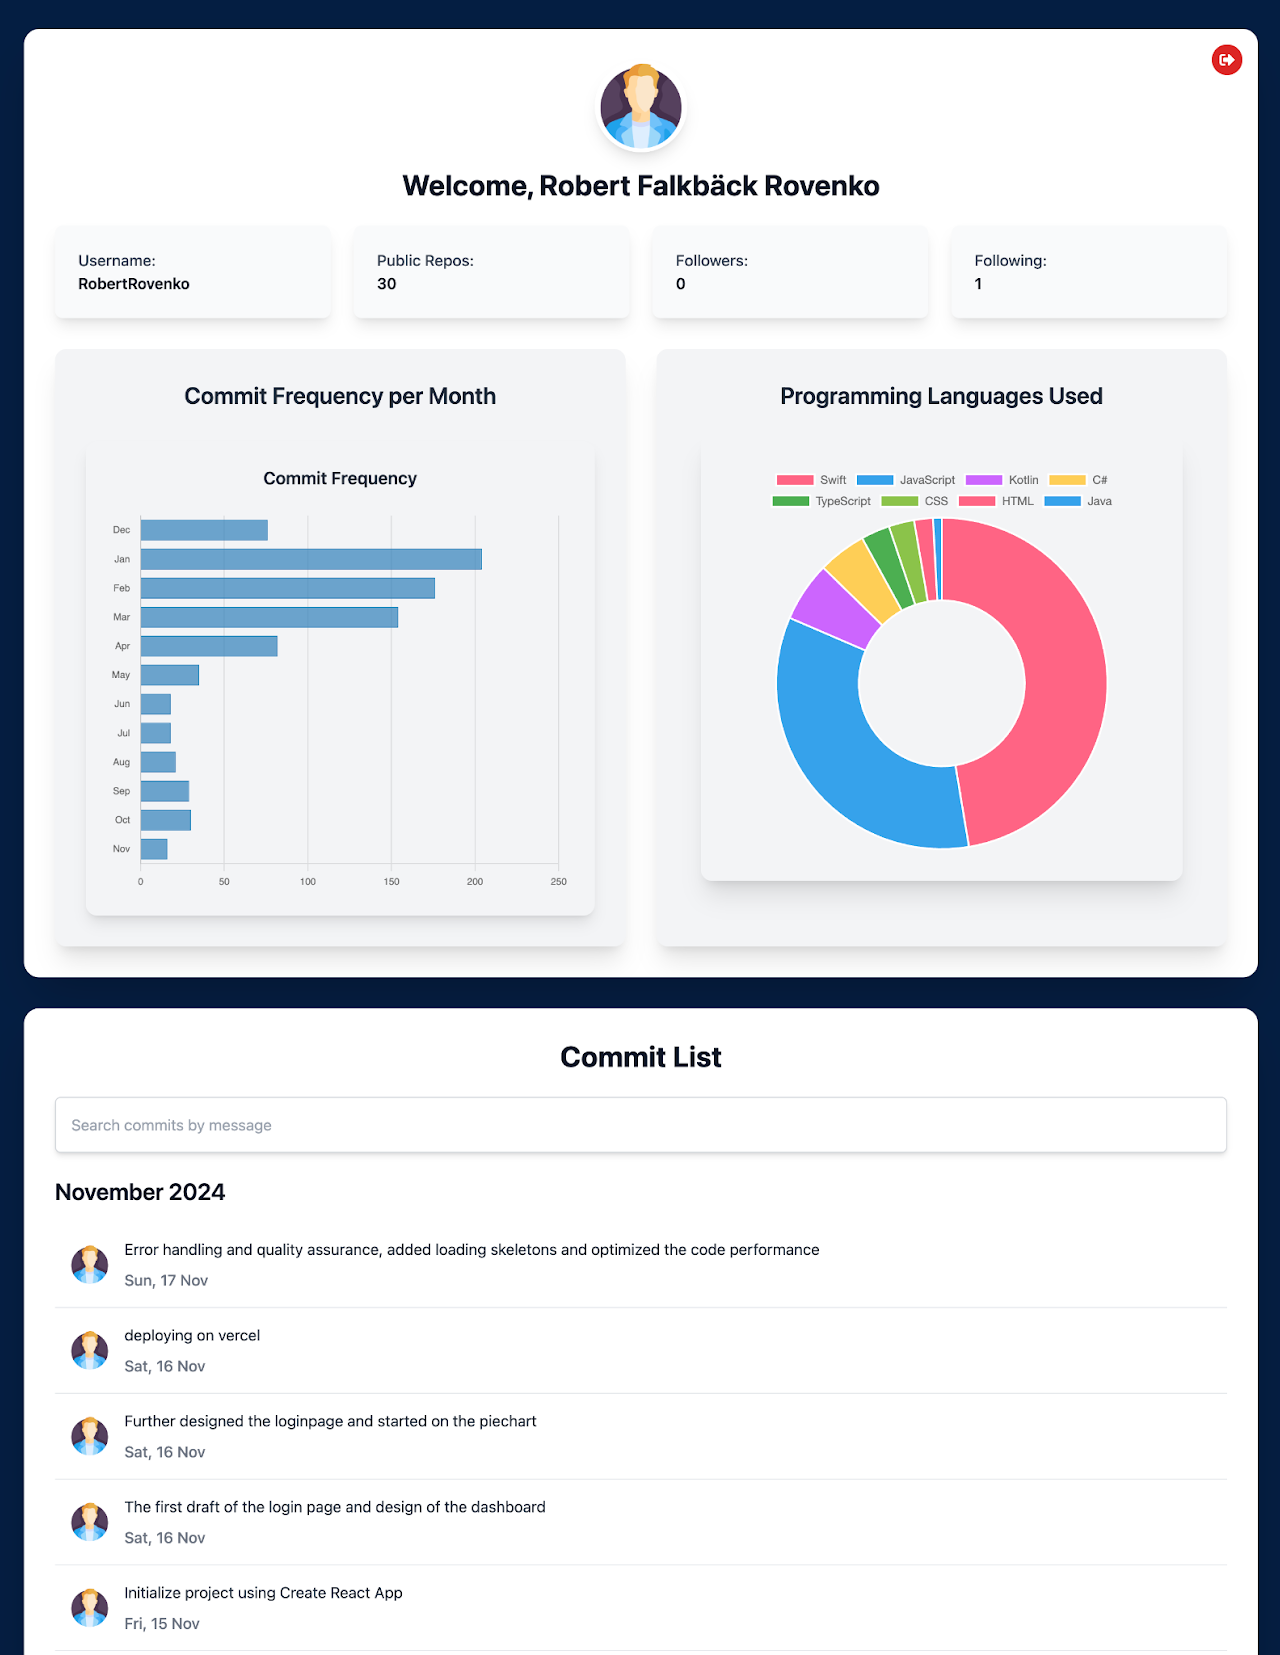 Welcome, Robert Falkbäck Rovenko
Username:
RobertRovenko
Public Repos:
30
Followers:
0
Following:
1
Commit Frequency per Month
Commit Frequency
Dec
Jan
Feb
Mar
Apr
May
Jun
Jul
Aug
Sep
Oct
Nov
0 50 100 150 200 250
Programming Languages Used
Swift JavaScript Kotlin C#
TypeScript CSS HTML Java
Commit List
Search commits by message
November 2024
Error handling and quality assurance, added loading skeletons and optimized the code performance
Sun, 17 Nov
deploying on vercel
Sat, 16 Nov
Further designed the loginpage and started on the piechart
Sat, 16 Nov
The first draft of the login page and design of the dashboard
Sat, 16 Nov
Initialize project using Create React App
Fri, 15 Nov